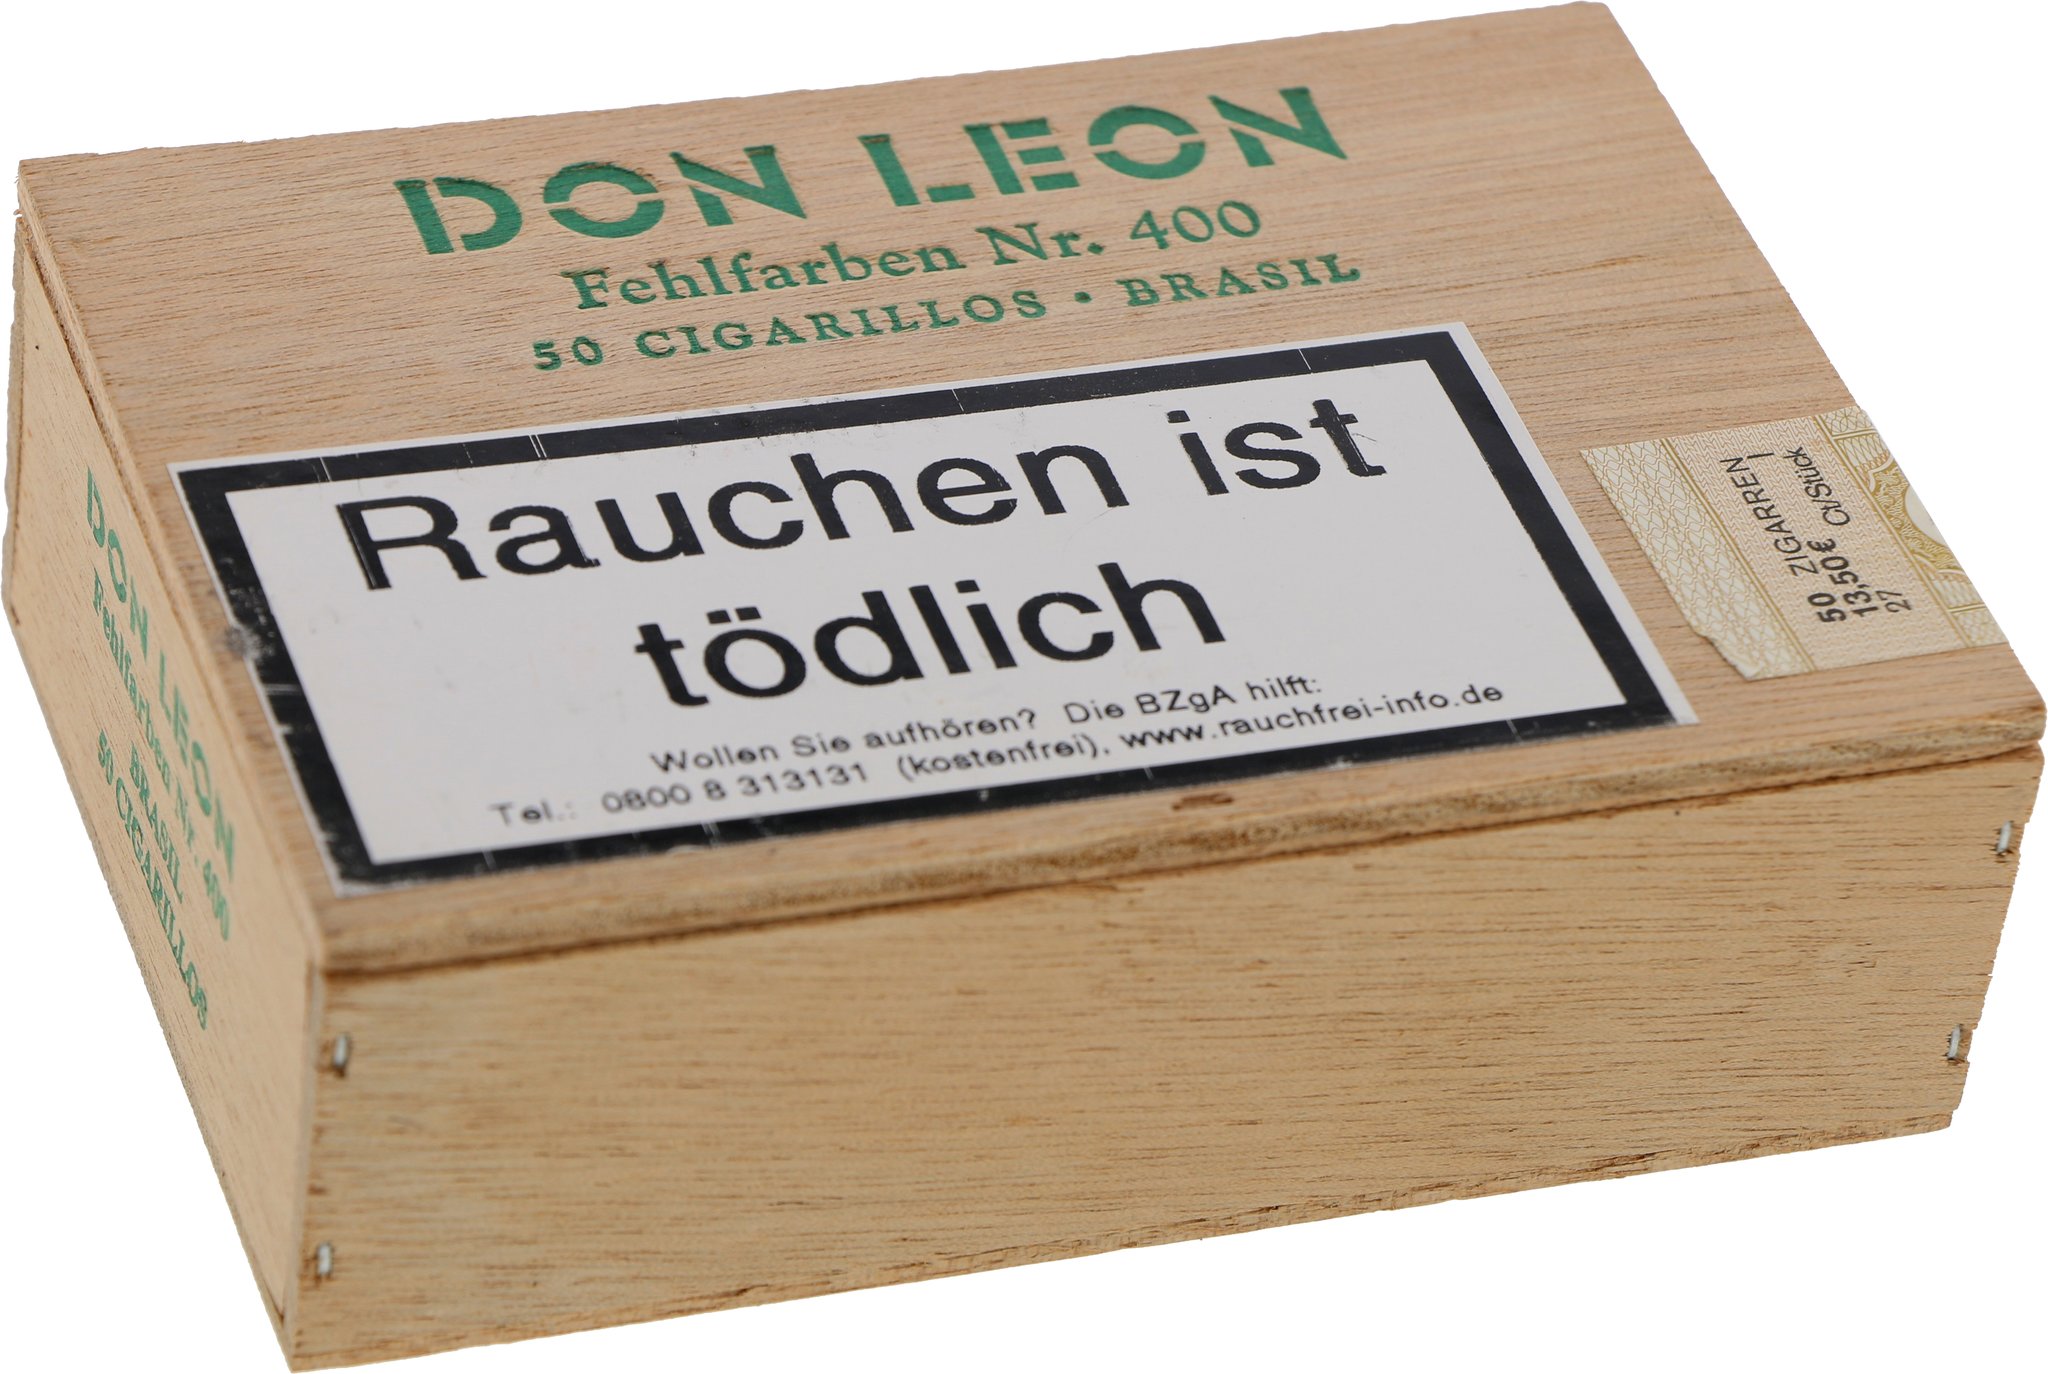 DON LEON
Fehlfarben Nr. 400
50 CIGARILLOS • BRASIL
Rauchen ist
tödlich
Wollen Sie aufhören? Die BZgA hilft:
Tel.: 0800 8 313131 (kostenfrei), www.rauchfrei-info.de
ZIGARREN
50
13,50€ Ct/Stück
27
DON LEON
Fehlfarben Nr. 400
BRASIL
50 CIGARILLOS